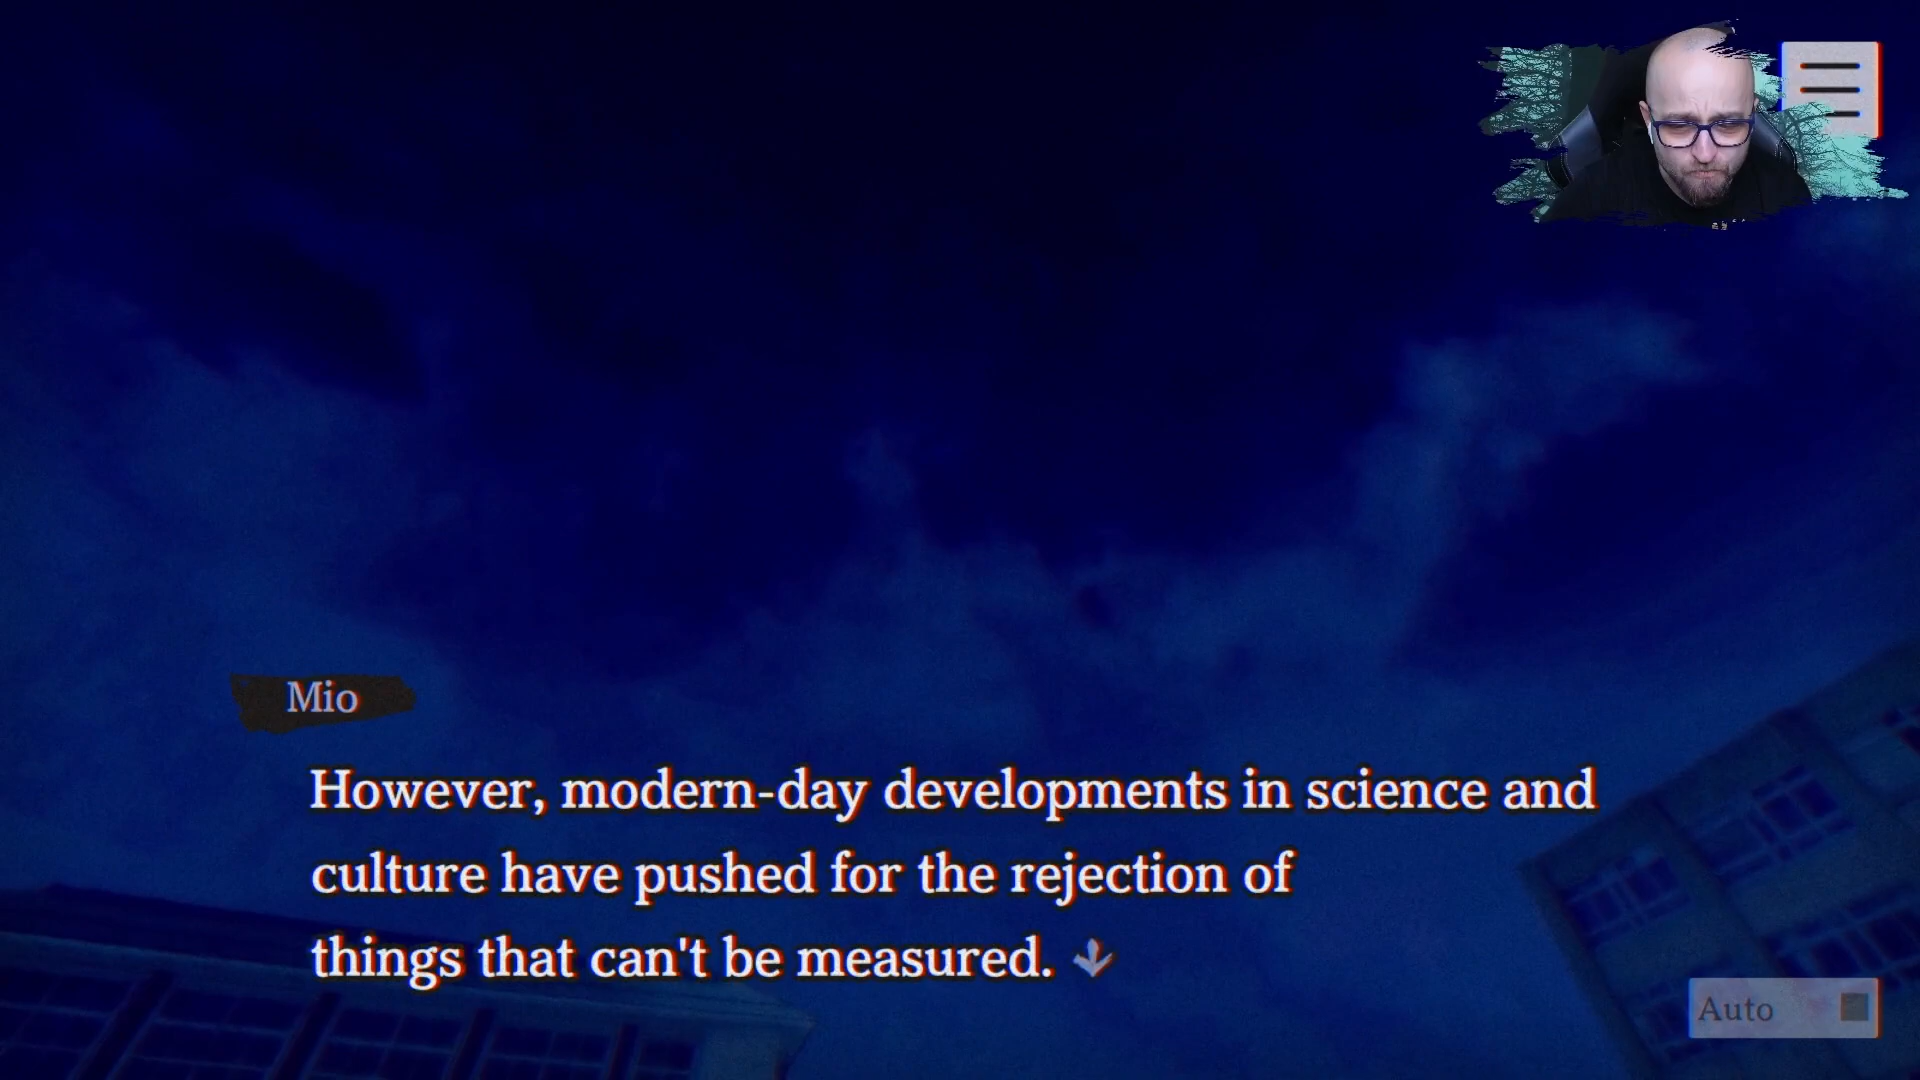 Mio
However, modern-day developments in science and
culture have pushed for the rejection of
things that can't be measured.
Auto